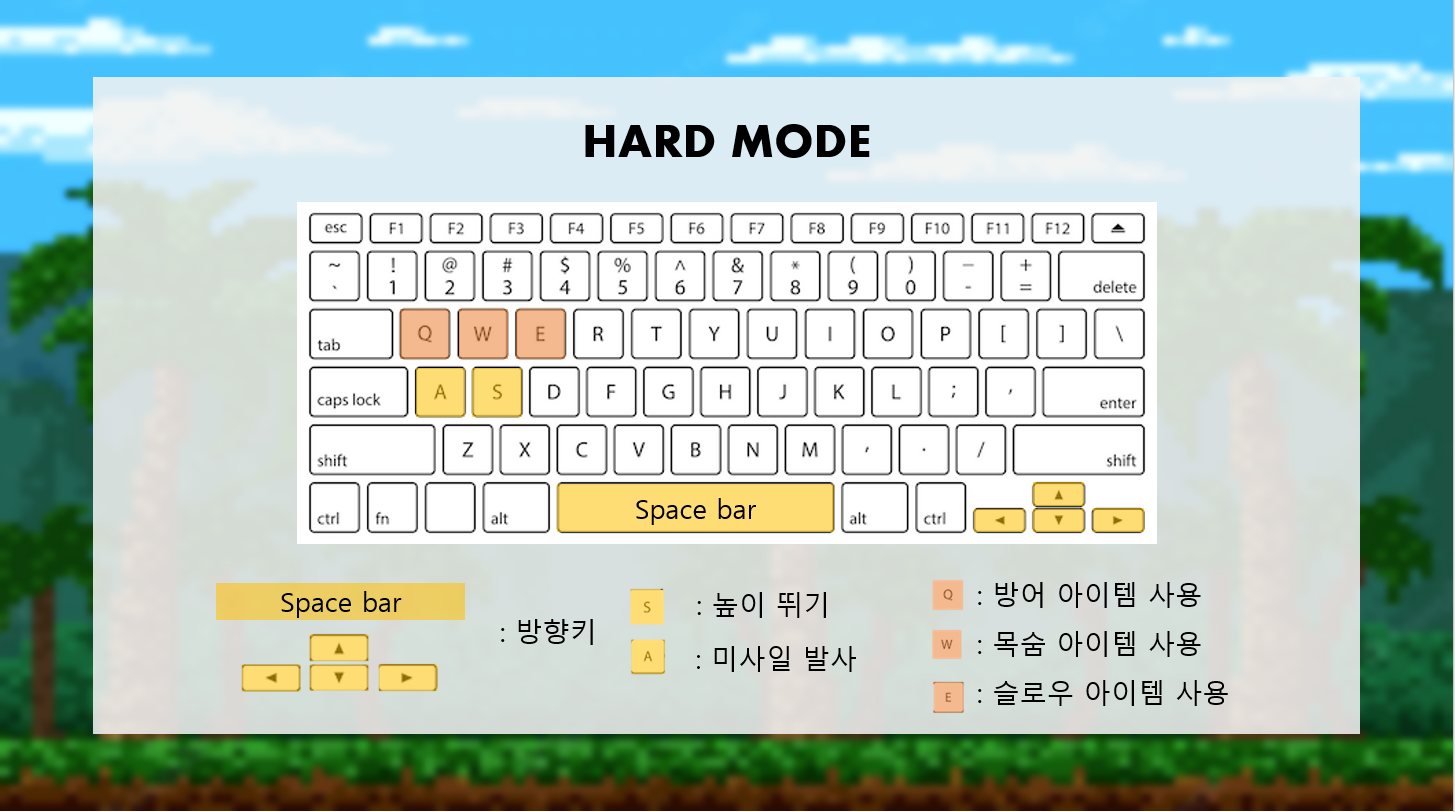 HARD MODE
esc F1 F2 F3 F4 F5 F6 F7 F8 F9 F10 F11 F12
~ ! @ # $ % ^ & * ( ) — +
` 1 2 3 4 5 6 7 8 9 0 - = delete
tab Q W E R T Y U I O P [ ] \
caps lock A S D F G H J K L ; ' enter
shift Z X C V B N M , . / shift
ctrl fn alt Space bar alt ctrl ◄ ▲ ▼ ►
Space bar
▲
◄ ▼ ►
: 방향키
S : 높이 뛰기
A : 미사일 발사
Q : 방어 아이템 사용
W : 목숨 아이템 사용
E : 슬로우 아이템 사용